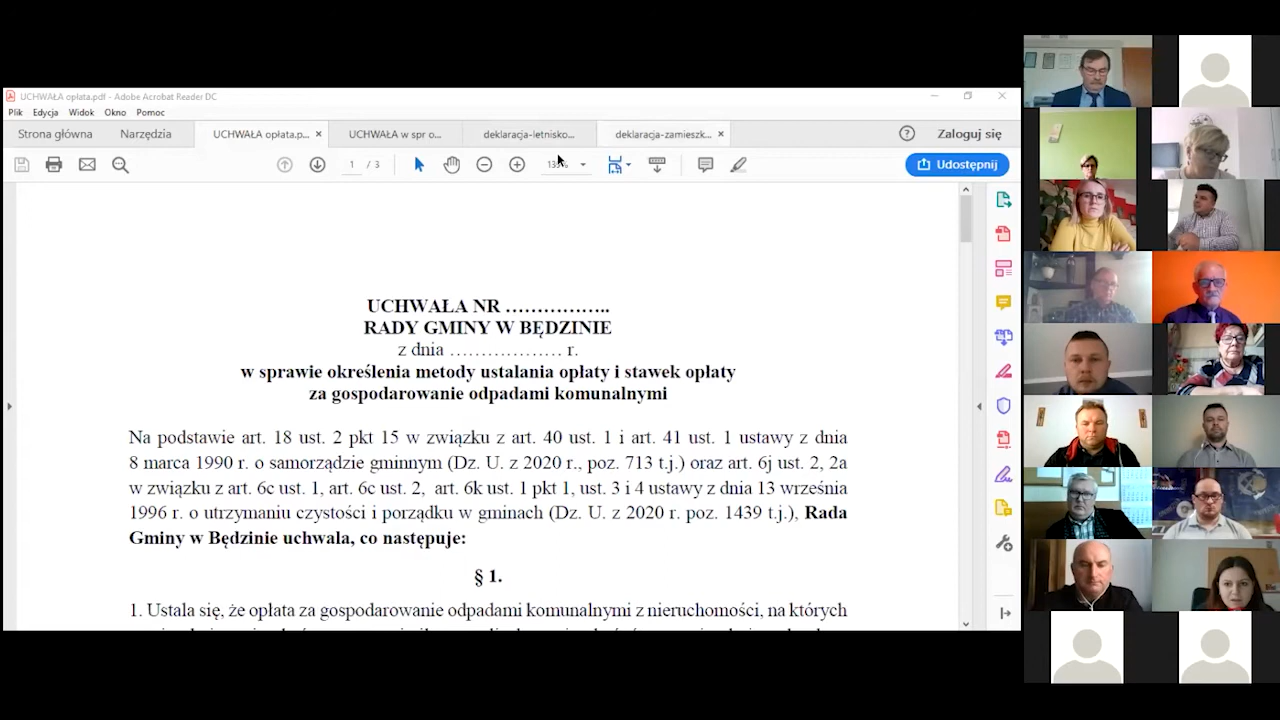 UCHWAŁA opłata.pdf - Adobe Acrobat Reader DC
Plik Edycja Widok Okno Pomoc
Strona główna Narzędzia UCHWAŁA opłata.p... UCHWAŁA w spr o... deklaracja-letnisko... deklaracja-zamieszk... Zaloguj się
1 / 3 Udostępnij
UCHWAŁA NR ……………..
RADY GMINY W BĘDZINIE
z dnia ……………… r.
w sprawie określenia metody ustalania opłaty i stawek opłaty
za gospodarowanie odpadami komunalnymi
Na podstawie art. 18 ust. 2 pkt 15 w związku z art. 40 ust. 1 i art. 41 ust. 1 ustawy z dnia
8 marca 1990 r. o samorządzie gminnym (Dz. U. z 2020 r., poz. 713 t.j.) oraz art. 6j ust. 2, 2a
w związku z art. 6c ust. 1, art. 6c ust. 2, art. 6k ust. 1 pkt 1, ust. 3 i 4 ustawy z dnia 13 września
1996 r. o utrzymaniu czystości i porządku w gminach (Dz. U. z 2020 r. poz. 1439 t.j.), Rada
Gminy w Będzinie uchwala, co następuje:
§ 1.
1. Ustala się, że opłata za gospodarowanie odpadami komunalnymi z nieruchomości, na których